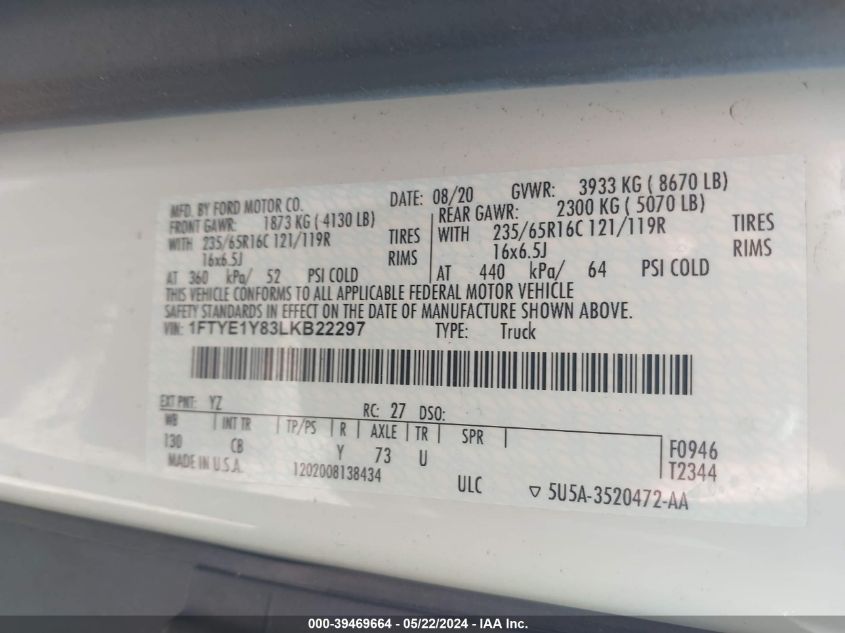 MFD. BY FORD MOTOR CO. DATE: 08/20 GVWR: 3933 KG ( 8670 LB)
FRONT GAWR: 1873 KG ( 4130 LB) REAR GAWR: 2300 KG ( 5070 LB)
WITH 235/65R16C 121/119R TIRES WITH 235/65R16C 121/119R TIRES
16x6.5J RIMS 16x6.5J RIMS
AT 360 kPa/ 52 PSI COLD AT 440 kPa/ 64 PSI COLD
THIS VEHICLE CONFORMS TO ALL APPLICABLE FEDERAL MOTOR VEHICLE
SAFETY STANDARDS IN EFFECT ON THE DATE OF MANUFACTURE SHOWN ABOVE.
VIN: 1FTYE1Y83LKB22297 TYPE: Truck
EXT PNT: YZ RC: 27 DSO:
WB INT TR TP/PS R AXLE TR SPR
130 CB Y 73 U
F0946
T2344
MADE IN U.S.A. 1202008138434 ULC ▽ 5U5A-3520472-AA
000-39469664 - 05/22/2024 - IAA Inc.